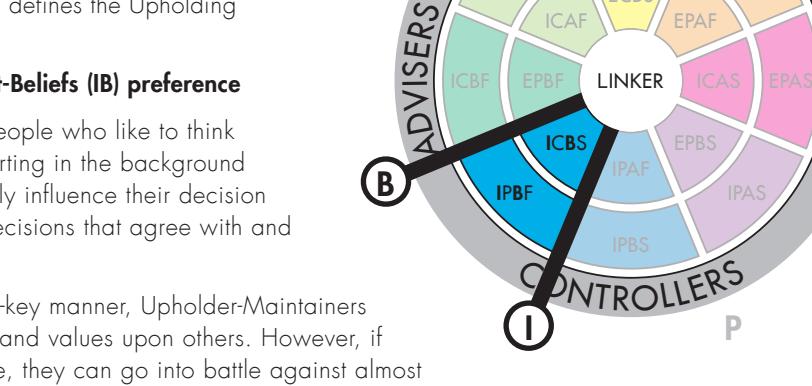 defines the Upholding
t-Beliefs (IB) preference
eople who like to think
rting in the background
ly influence their decision
ecisions that agree with and
-key manner, Upholder-Maintainers
and values upon others. However, if
e, they can go into battle against almost
ADVISERS
ICAF
EPAF
ICBF
EPBF
LINKER
ICAS
EPAS
ICBS
IPAF
EPBS
IPBF
IPBS
IPAS
CONTROLLERS
B
I
P